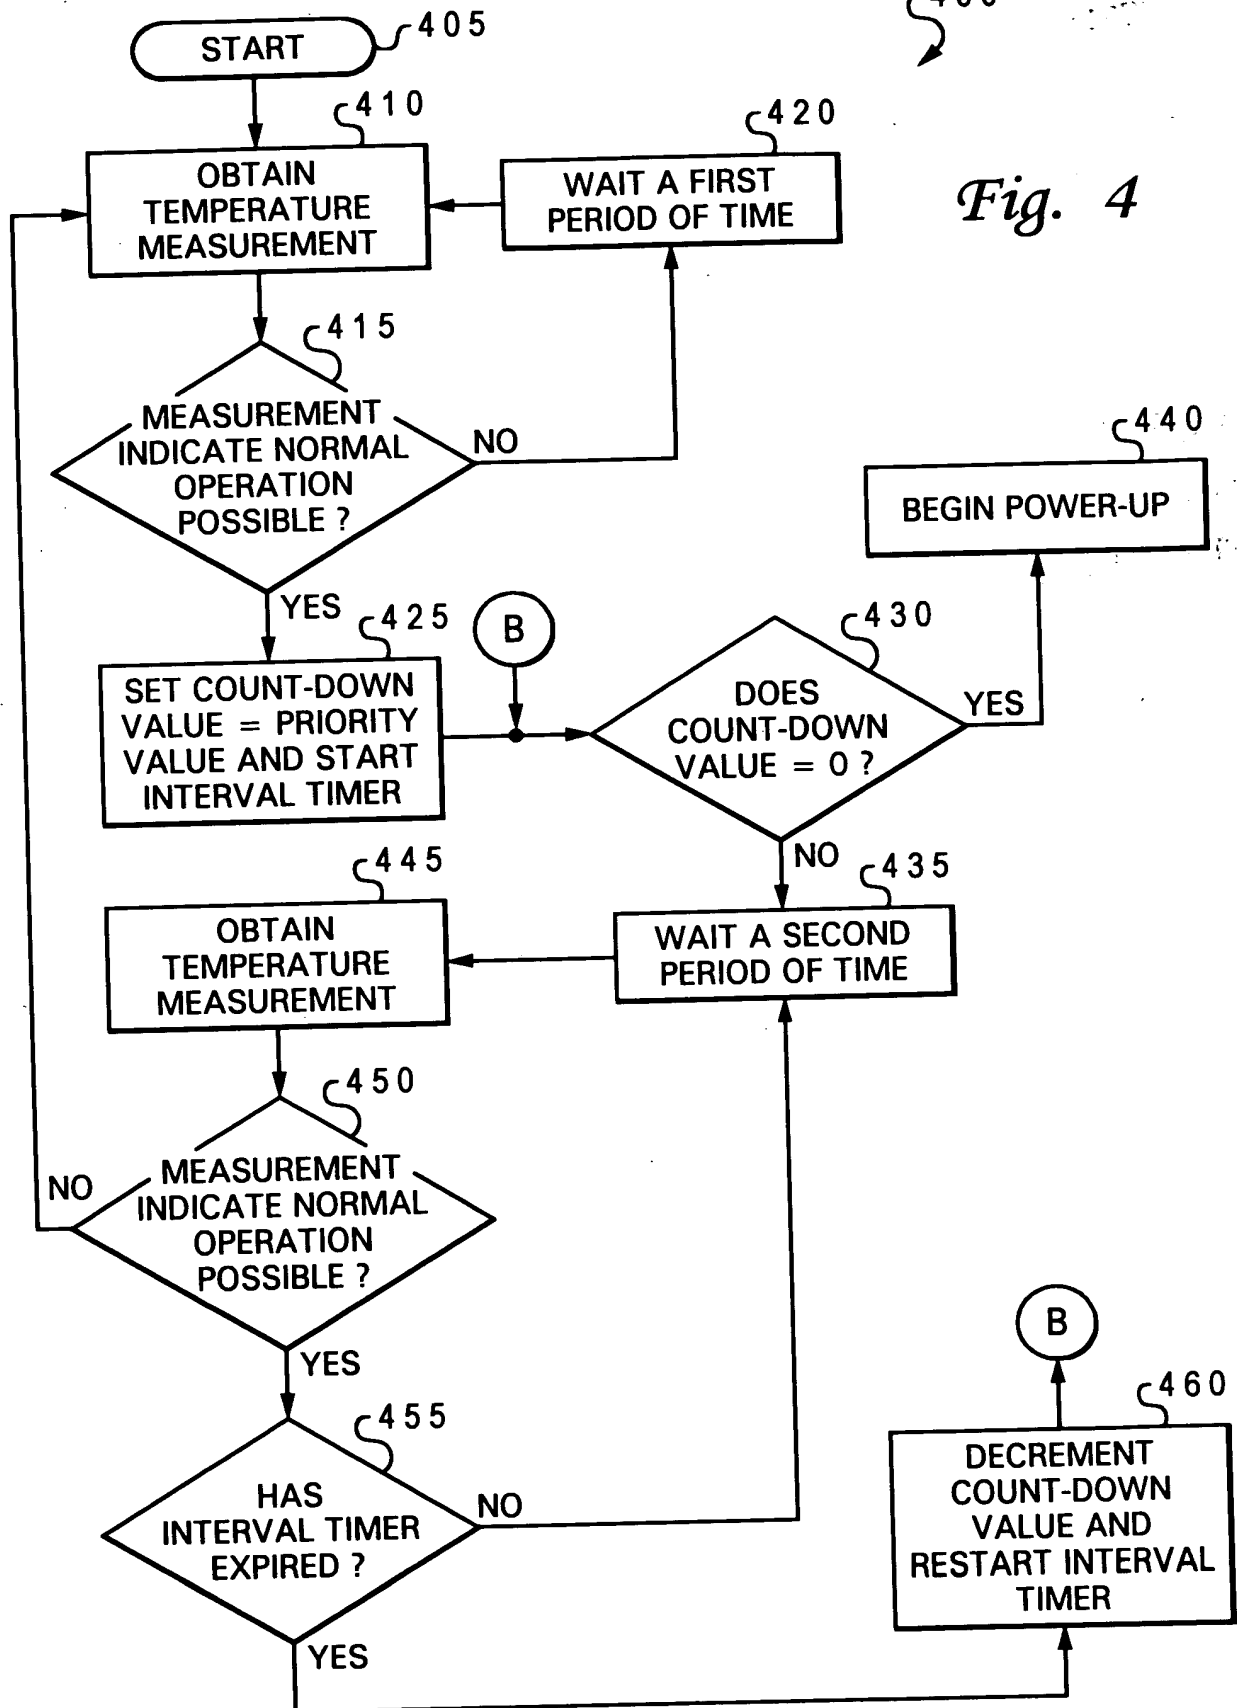 START
405
410
OBTAIN
TEMPERATURE
MEASUREMENT
420
WAIT A FIRST
PERIOD OF TIME
Fig. 4
415
MEASUREMENT
INDICATE NORMAL
OPERATION
POSSIBLE ?
NO
YES
440
BEGIN POWER-UP
425
SET COUNT-DOWN
VALUE = PRIORITY
VALUE AND START
INTERVAL TIMER
B
430
DOES
COUNT-DOWN
VALUE = 0 ?
YES
NO
435
WAIT A SECOND
PERIOD OF TIME
445
OBTAIN
TEMPERATURE
MEASUREMENT
450
MEASUREMENT
INDICATE NORMAL
OPERATION
POSSIBLE ?
NO
YES
455
HAS
INTERVAL TIMER
EXPIRED ?
NO
YES
B
460
DECREMENT
COUNT-DOWN
VALUE AND
RESTART INTERVAL
TIMER